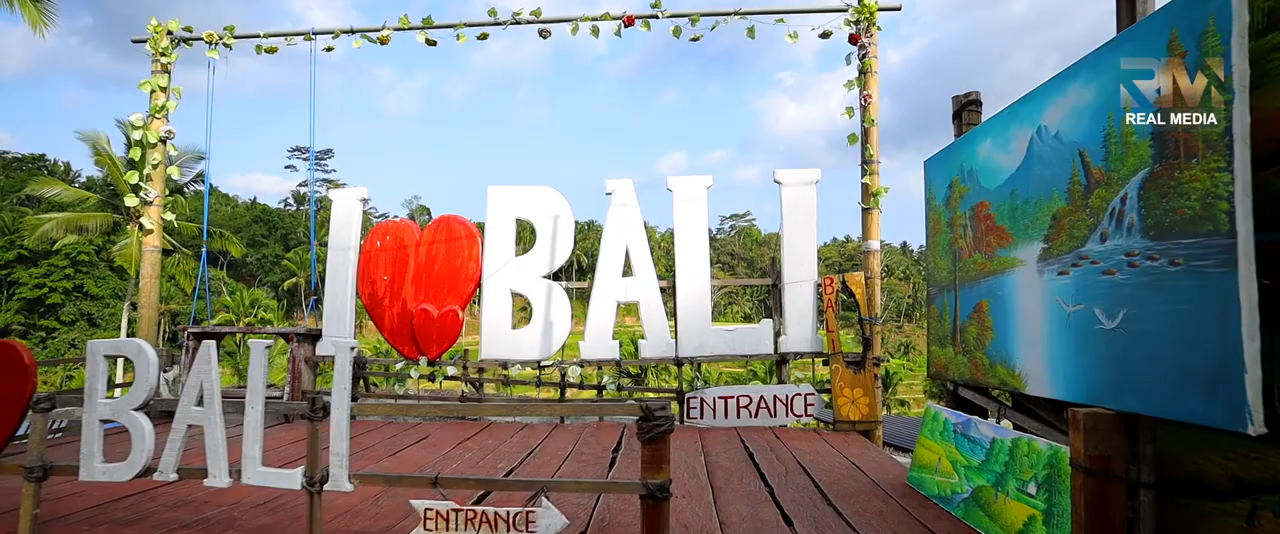 RM
REAL MEDIA
I BALI
BALI
ENTRANCE
BALI
ENTRANCE